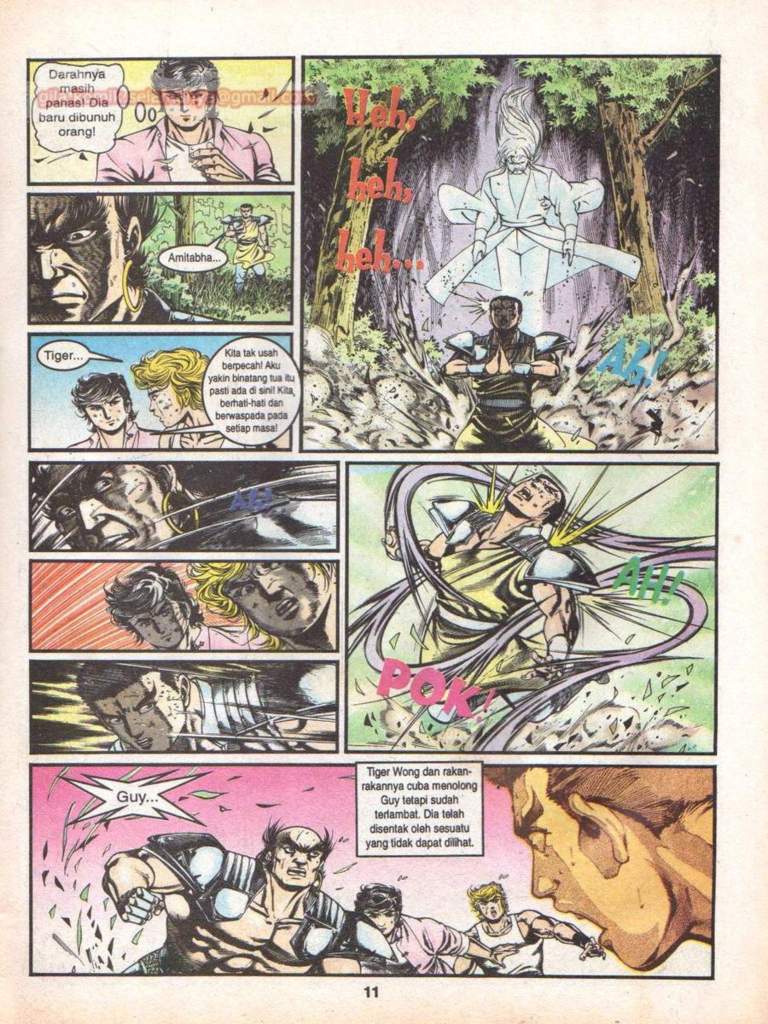 Darahnya
masih
panas! Dia
baru dibunuh
orang!
Heh,
heh,
heh...
Amitabha...
Ah!
Tiger...
Kita tak usah
berpecah! Aku
yakin binatang tua itu
pasti ada di sini! Kita
berhati-hati dan
berwaspada pada
setiap masa!
Ah!
AH!
POK!
Guy...
Tiger Wong dan rakan-
rakannya cuba menolong
Guy tetapi sudah
terlambat. Dia telah
disentak oleh sesuatu
yang tidak dapat dilihat.
11